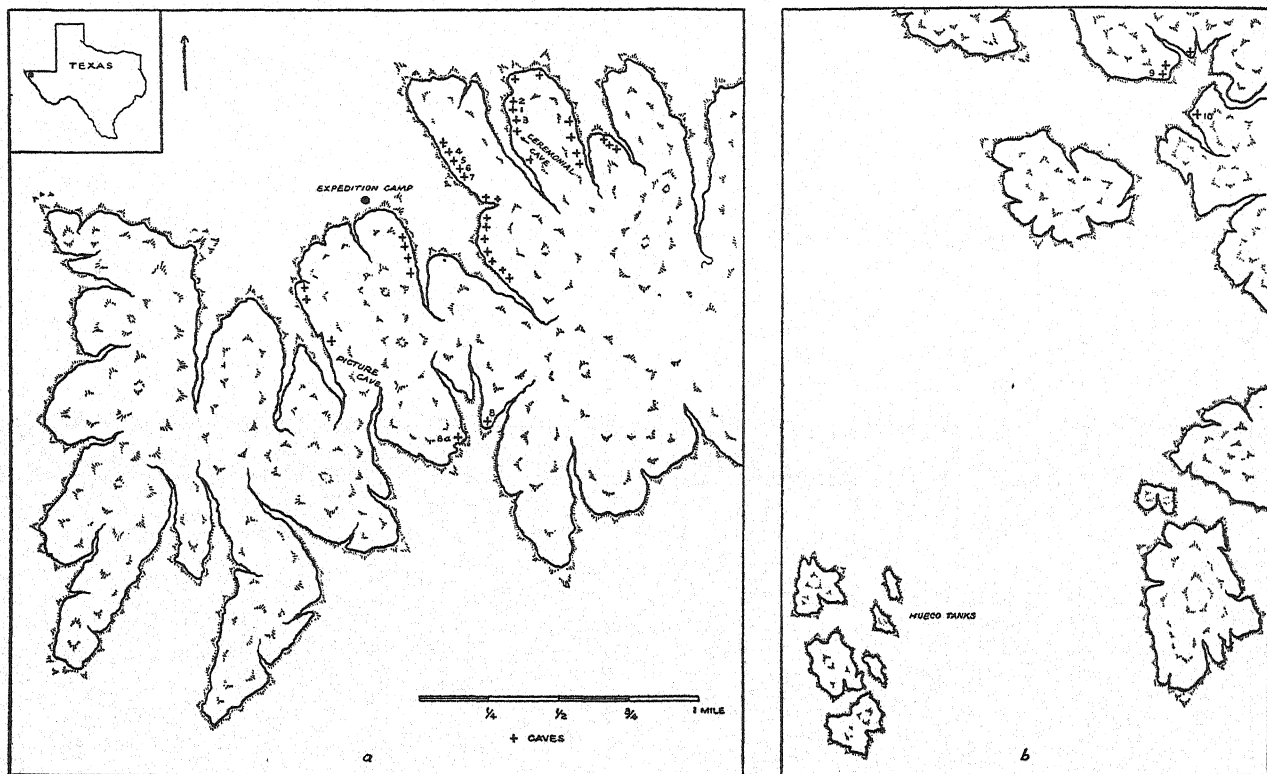 TEXAS
2
1
3
CEREMONIAL
CAVE
4
5
6
7
EXPEDITION CAMP
PICTURE
CAVE
8
8a
1/4
1/2
3/4
1 MILE
+ CAVES
a
9
10
HUECO TANKS
b